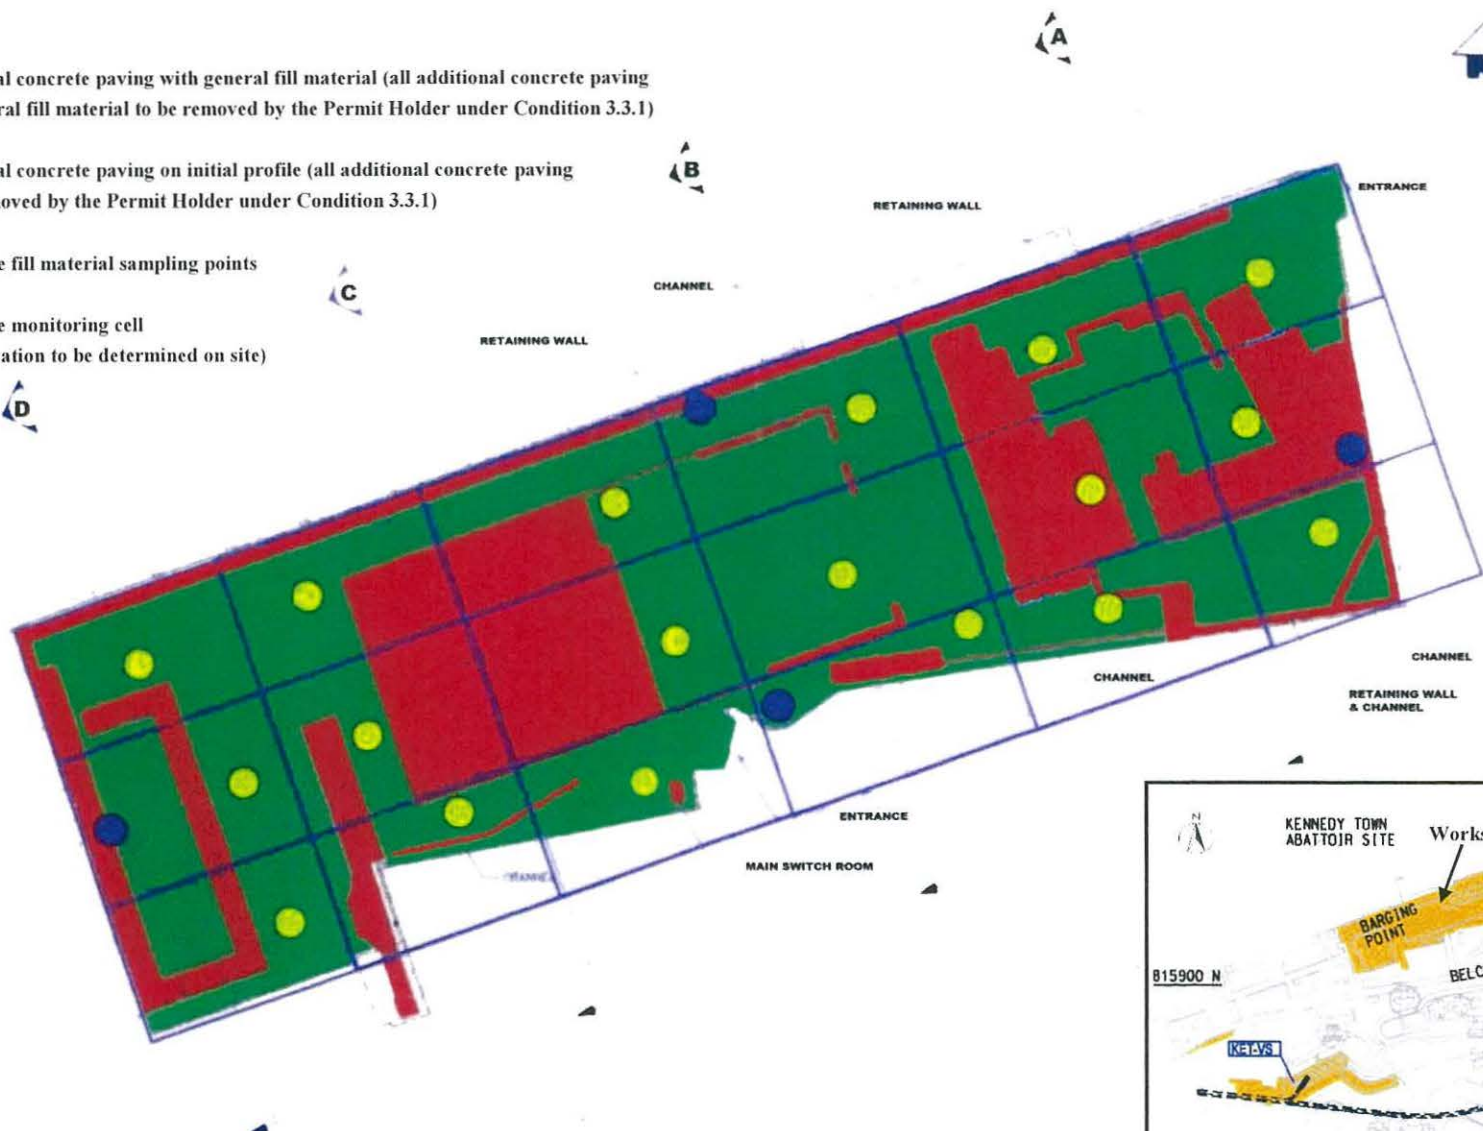 al concrete paving with general fill material (all additional concrete paving
ral fill material to be removed by the Permit Holder under Condition 3.3.1)
al concrete paving on initial profile (all additional concrete paving
oved by the Permit Holder under Condition 3.3.1)
e fill material sampling points
e monitoring cell
ation to be determined on site)
A
B
C
D
RETAINING WALL
ENTRANCE
CHANNEL
RETAINING WALL
CHANNEL
CHANNEL
RETAINING WALL
& CHANNEL
ENTRANCE
MAIN SWITCH ROOM
N
KENNEDY TOWN
ABATTOIR SITE
Works
BARGING
POINT
BELC
815900 N
KET-VS